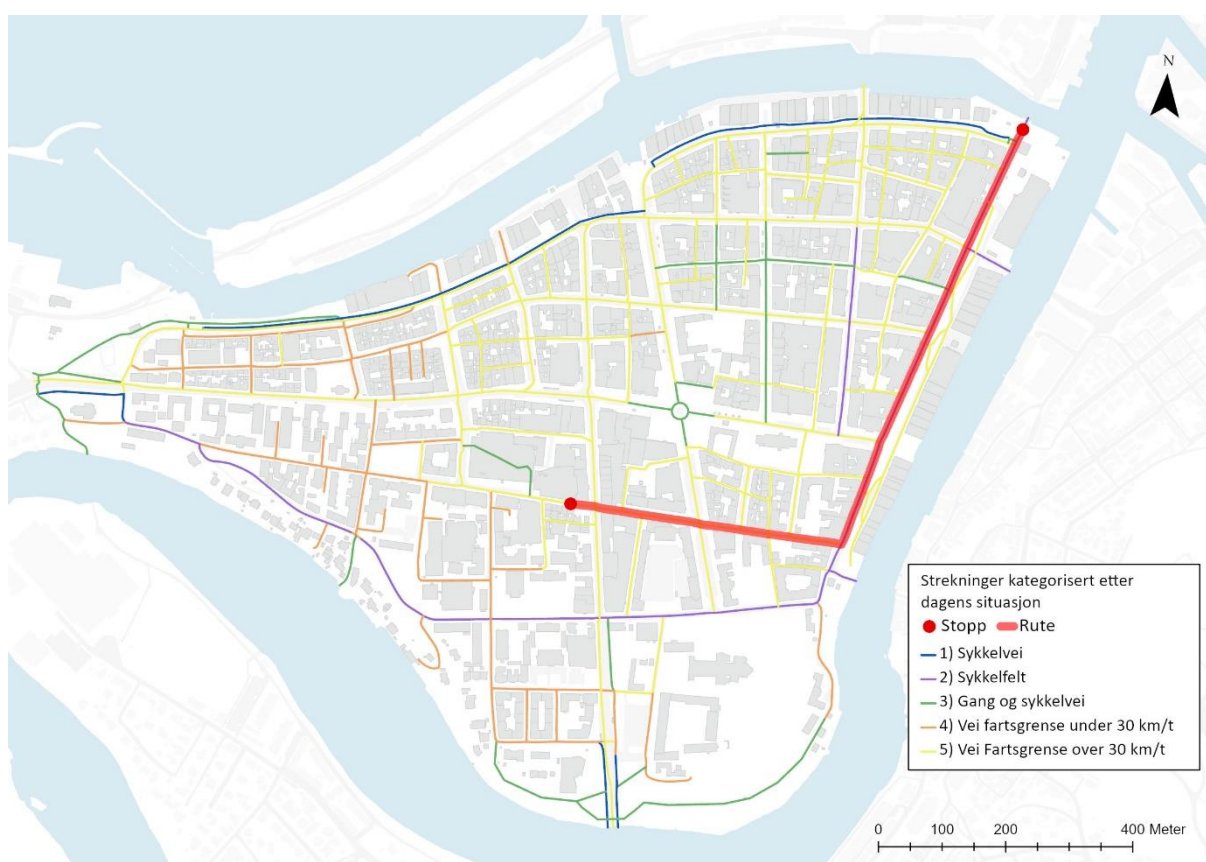 N
Strekninger kategorisert etter
dagens situasjon
Stopp Rute
1) Sykkelvei
2) Sykkelfelt
3) Gang og sykkelvei
4) Vei fartsgrense under 30 km/t
5) Vei Fartsgrense over 30 km/t
0 100 200 400 Meter